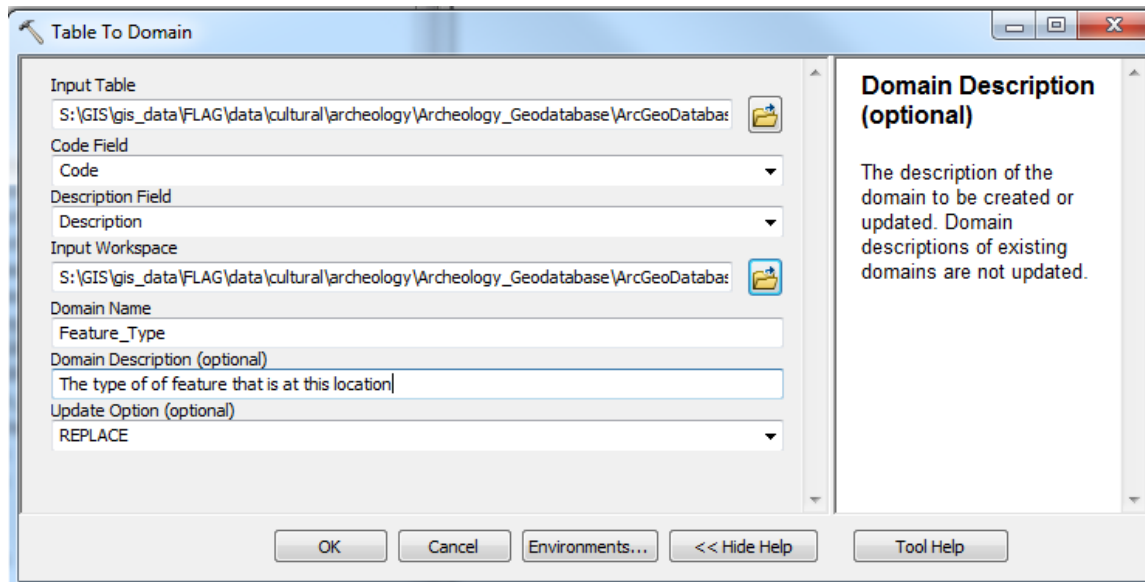 Table To Domain
Input Table
S:\GIS\gis_data\FLAG\data\cultural\archeology\Archeology_Geodatabase\ArcGeoDatabas
Code Field
Code
Description Field
Description
Input Workspace
S:\GIS\gis_data\FLAG\data\cultural\archeology\Archeology_Geodatabase\ArcGeoDatabas
Domain Name
Feature_Type
Domain Description (optional)
The type of of feature that is at this location
Update Option (optional)
REPLACE
OK
Cancel
Environments...
<< Hide Help
Domain Description
(optional)
The description of the
domain to be created or
updated. Domain
descriptions of existing
domains are not updated.
Tool Help